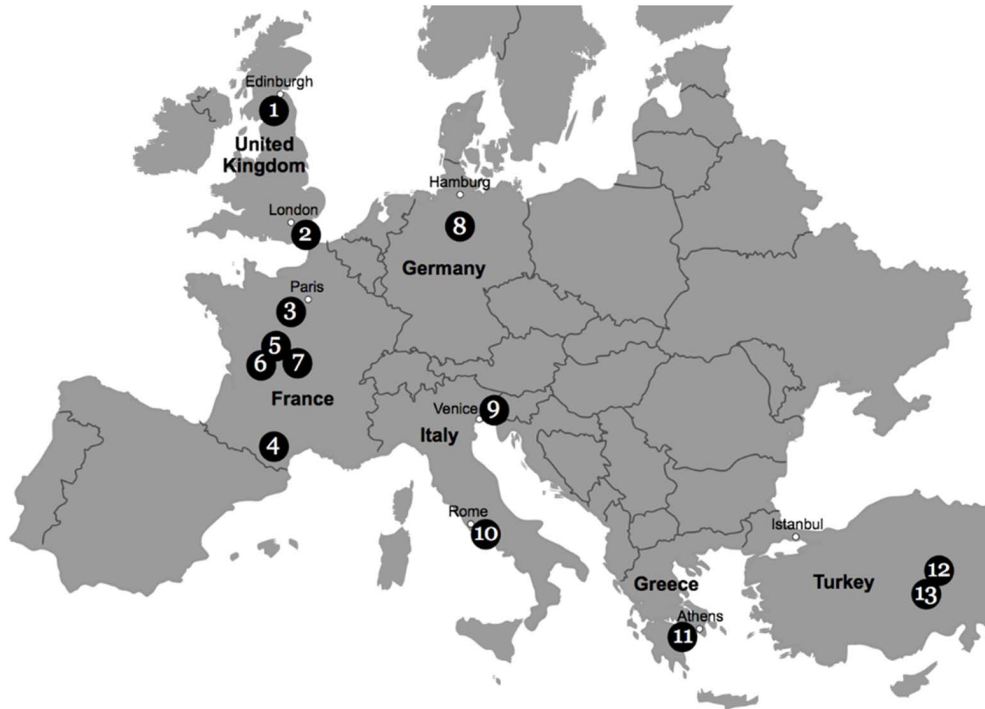 Edinburgh
1
United
Kingdom
Hamburg
London
2
8
Germany
Paris
3
5
6
7
France
Venice
9
Italy
4
Rome
10
Istanbul
12
Greece
Turkey
13
Athens
11